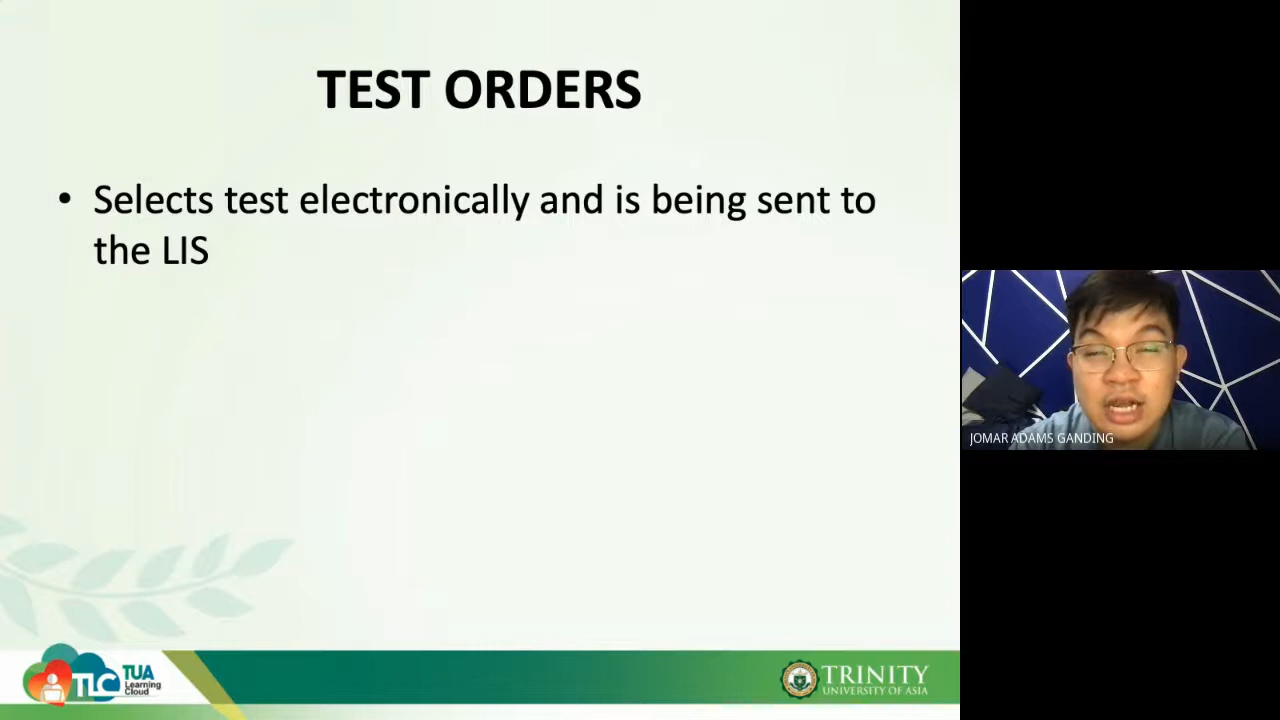 TEST ORDERS
• Selects test electronically and is being sent to
the LIS
JOMAR ADAMS GANDING
TLC
TUA
Learning
Cloud
TRINITY
UNIVERSITY OF ASIA